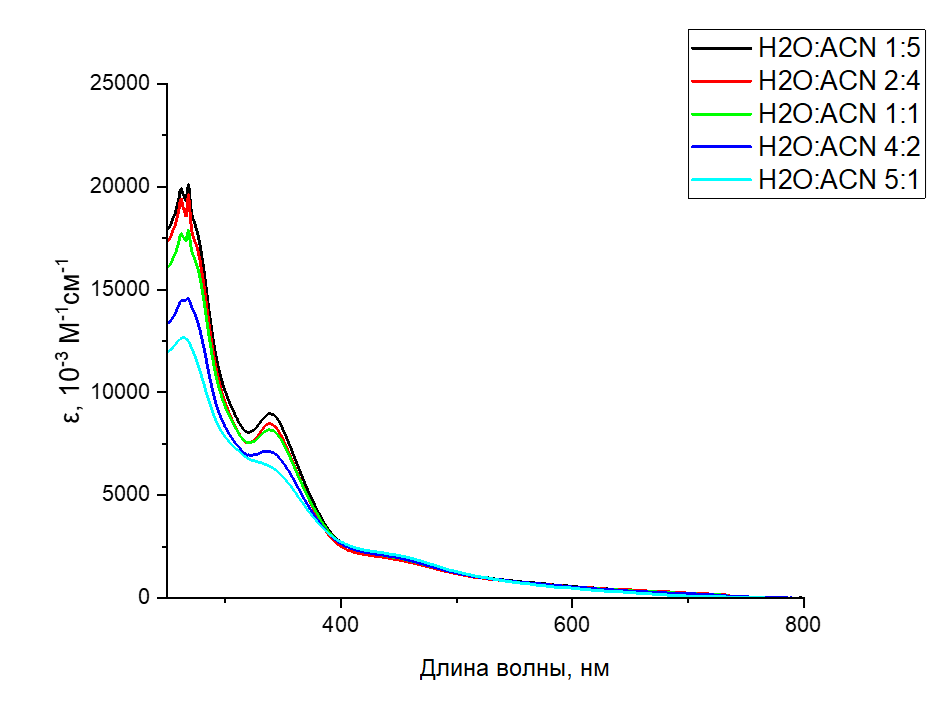 H2O:ACN 1:5
H2O:ACN 2:4
H2O:ACN 1:1
H2O:ACN 4:2
H2O:ACN 5:1
25000
20000
15000
10000
5000
0
ε, 10⁻³ М⁻¹см⁻¹
400
600
800
Длина волны, нм